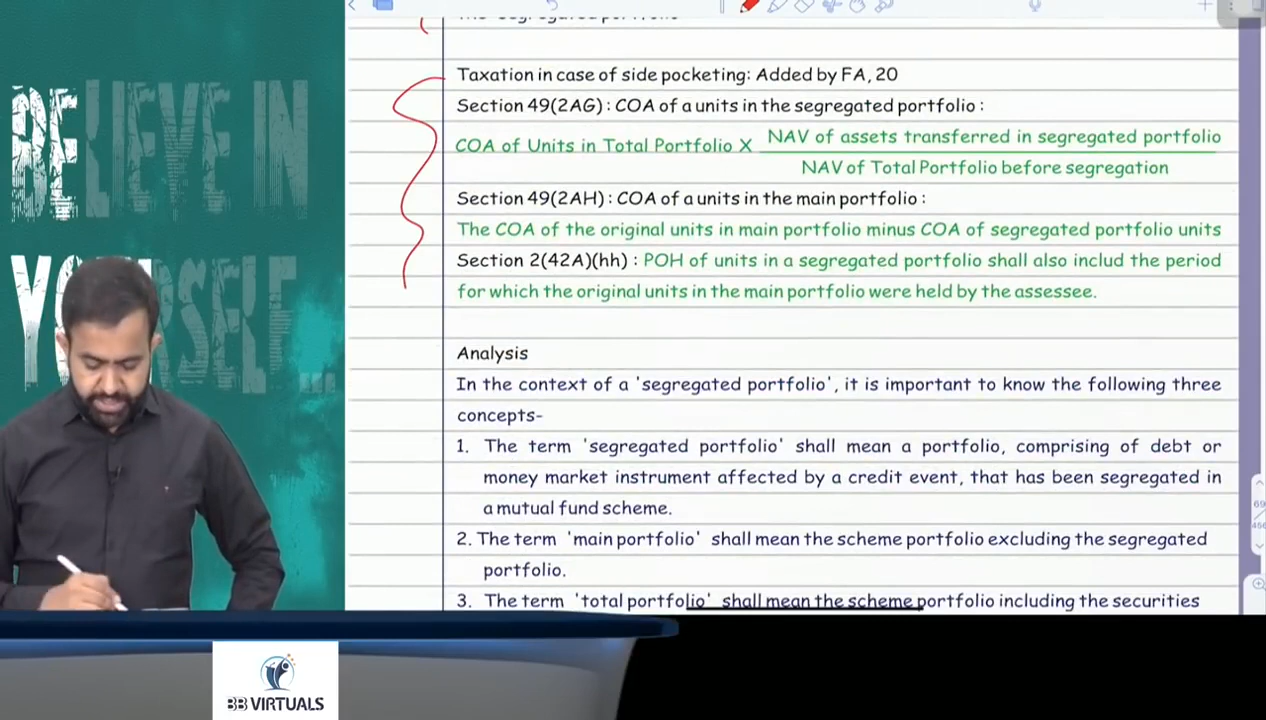 BELIEVE IN
YOURSELF...
Taxation in case of side pocketing: Added by FA, 20
Section 49(2AG) : COA of a units in the segregated portfolio :
COA of Units in Total Portfolio X NAV of assets transferred in segregated portfolio
NAV of Total Portfolio before segregation
Section 49(2AH) : COA of a units in the main portfolio :
The COA of the original units in main portfolio minus COA of segregated portfolio units
Section 2(42A)(hh) : POH of units in a segregated portfolio shall also includ the period
for which the original units in the main portfolio were held by the assessee.
Analysis
In the context of a 'segregated portfolio', it is important to know the following three
concepts-
1. The term 'segregated portfolio' shall mean a portfolio, comprising of debt or
money market instrument affected by a credit event, that has been segregated in
a mutual fund scheme.
2. The term 'main portfolio' shall mean the scheme portfolio excluding the segregated
portfolio.
3. The term 'total portfolio' shall mean the scheme portfolio including the securities
BB VIRTUALS